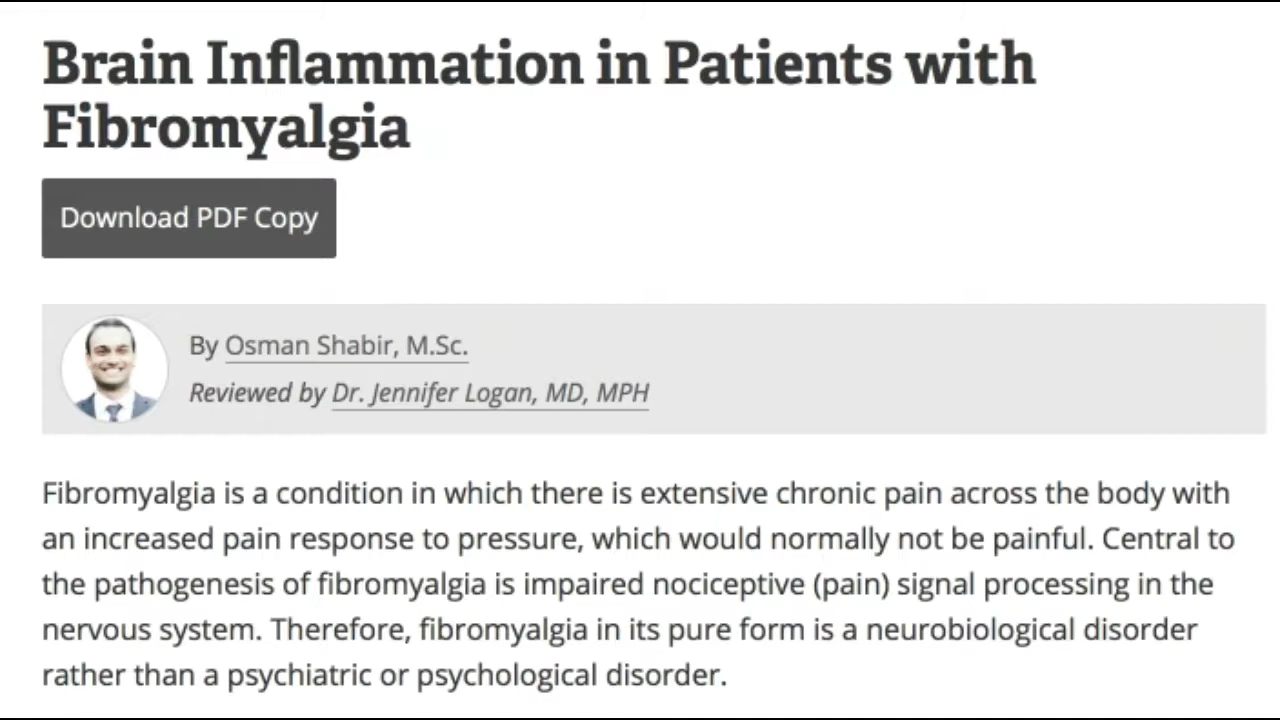 Brain Inflammation in Patients with
Fibromyalgia
Download PDF Copy
By Osman Shabir, M.Sc.
Reviewed by Dr. Jennifer Logan, MD, MPH
Fibromyalgia is a condition in which there is extensive chronic pain across the body with
an increased pain response to pressure, which would normally not be painful. Central to
the pathogenesis of fibromyalgia is impaired nociceptive (pain) signal processing in the
nervous system. Therefore, fibromyalgia in its pure form is a neurobiological disorder
rather than a psychiatric or psychological disorder.